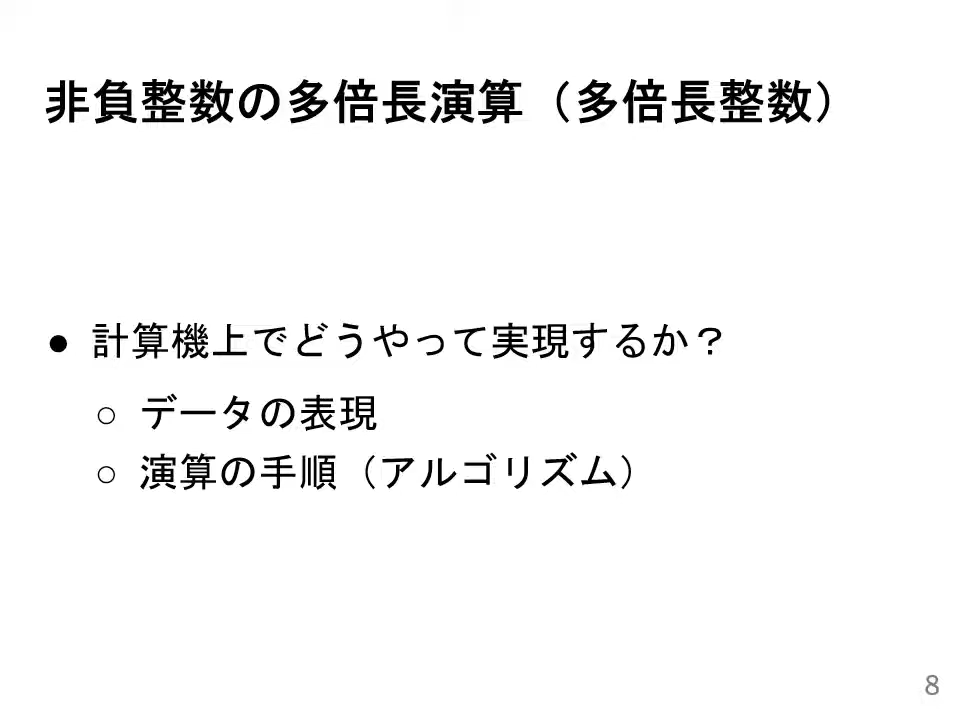 非負整数の多倍長演算（多倍長整数）
● 計算機上でどうやって実現するか？
○ データの表現
○ 演算の手順（アルゴリズム）
8